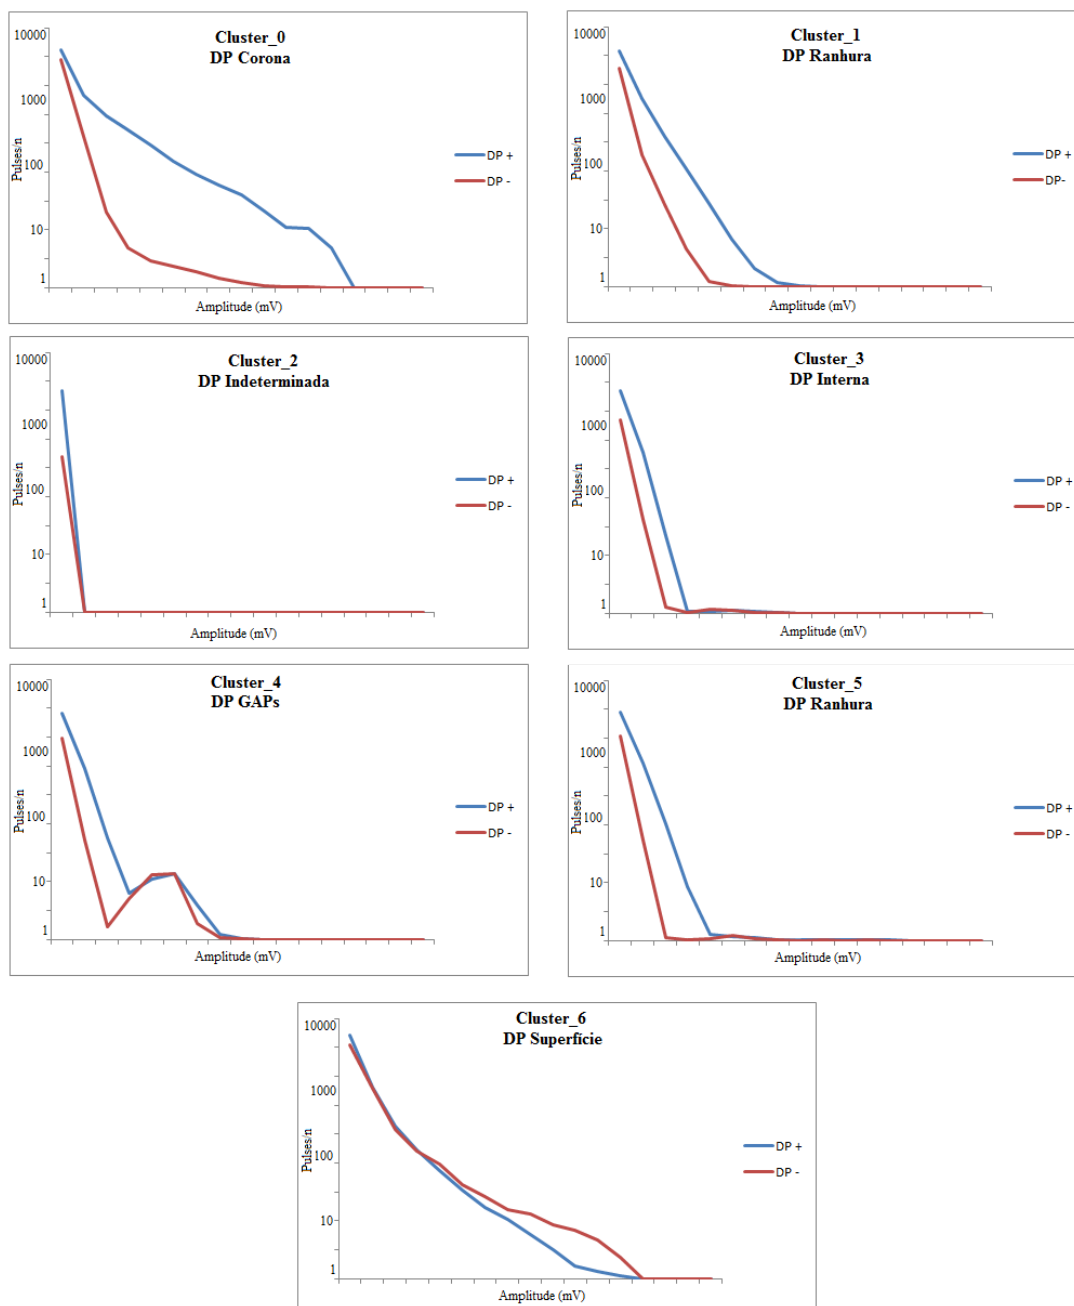 Cluster_0
DP Corona
10000
1000
100
10
1
Pulses/n
Amplitude (mV)
DP +
DP -
Cluster_1
DP Ranhura
10000
1000
100
10
1
Pulses/n
Amplitude (mV)
DP +
DP-
Cluster_2
DP Indeterminada
10000
1000
100
10
1
Pulses/n
Amplitude (mV)
DP +
DP -
Cluster_3
DP Interna
10000
1000
100
10
1
Pulses/n
Amplitude (mV)
DP +
DP -
Cluster_4
DP GAPs
10000
1000
100
10
1
Pulses/n
Amplitude (mV)
DP +
DP -
Cluster_5
DP Ranhura
10000
1000
100
10
1
Pulses/n
Amplitude (mV)
DP +
DP -
Cluster_6
DP Superfície
10000
1000
100
10
1
Pulses/n
Amplitude (mV)
DP +
DP -